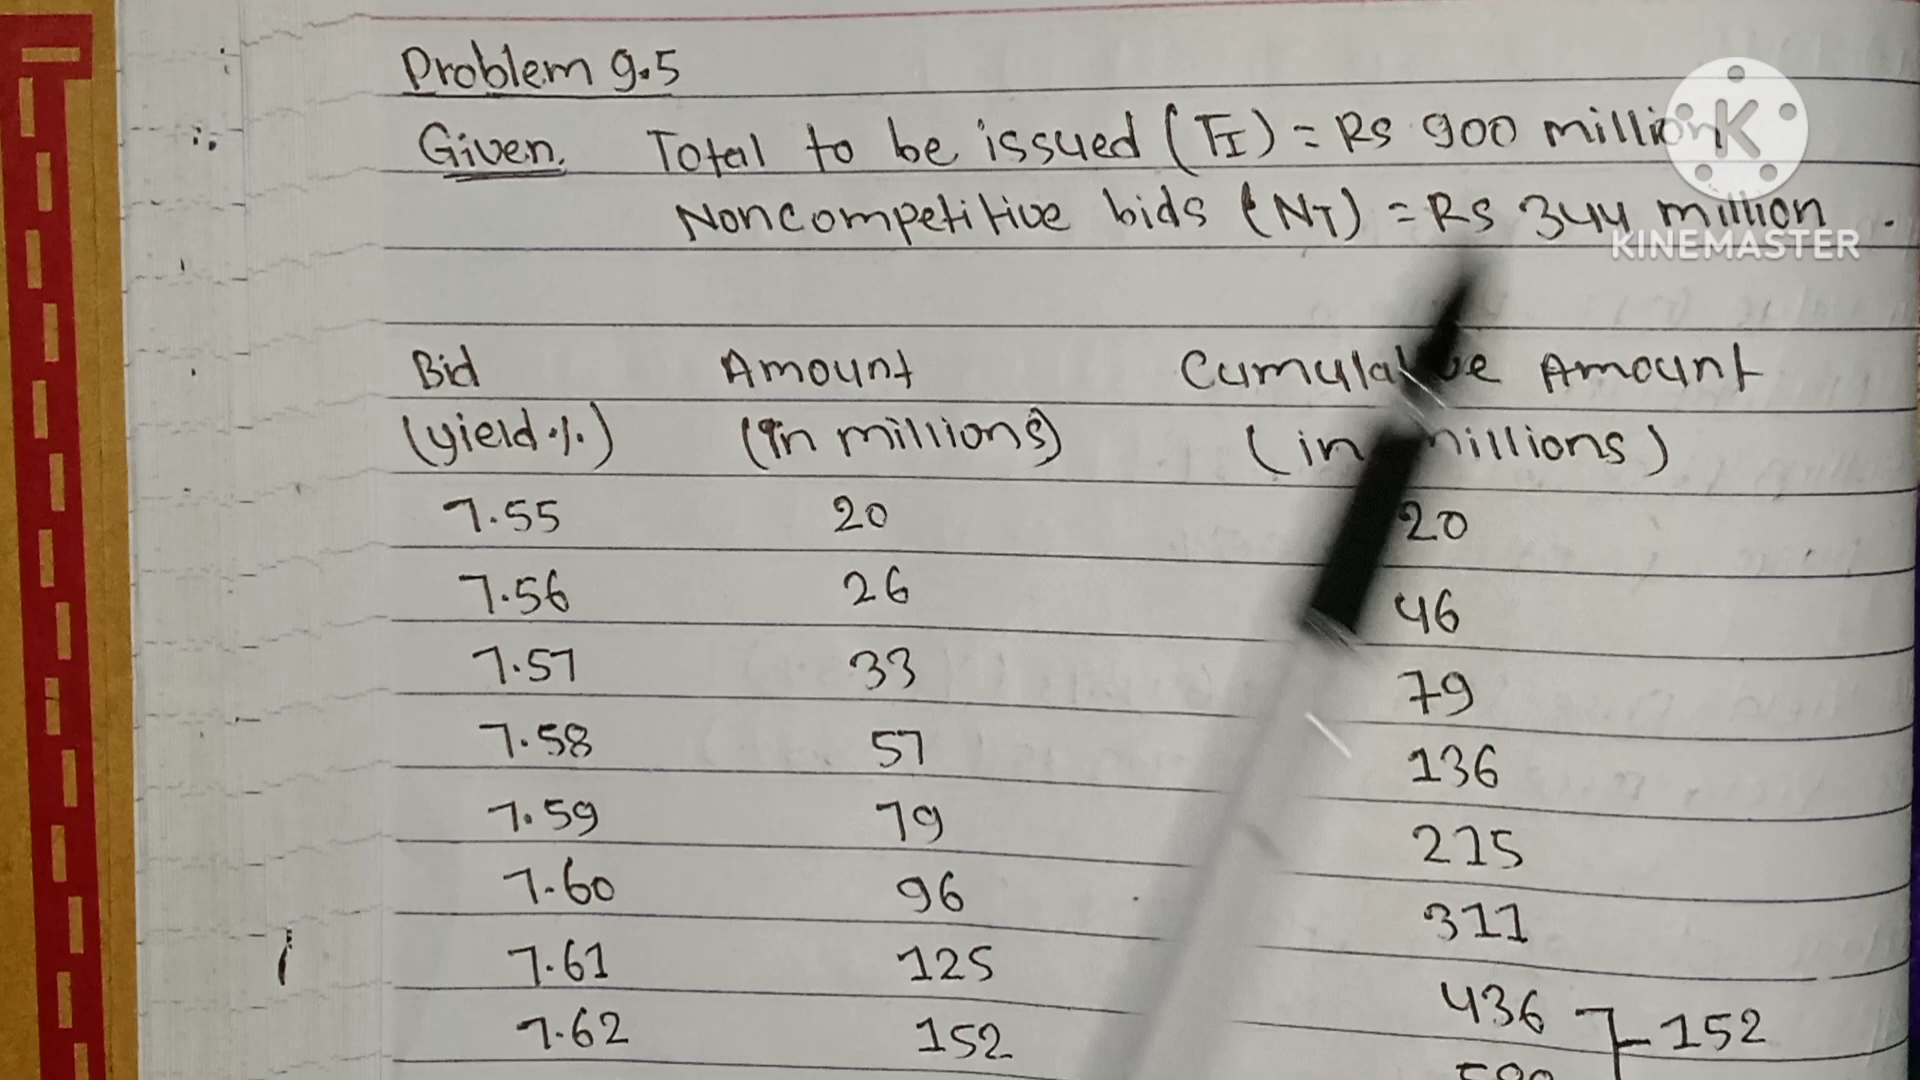 Problem 9.5
Given. Total to be issued (TI) = Rs 900 million
Noncompetitive bids (NT) = Rs 344 million.
K
KINEMASTER
Bid Amount Amount
(yield %) (in millions) (in millions)
7.55 20 20
7.56 26 46
7.57 33 79
7.58 57 136
7.59 79 215
7.60 96 311
7.61 125 436
7.62 152 152